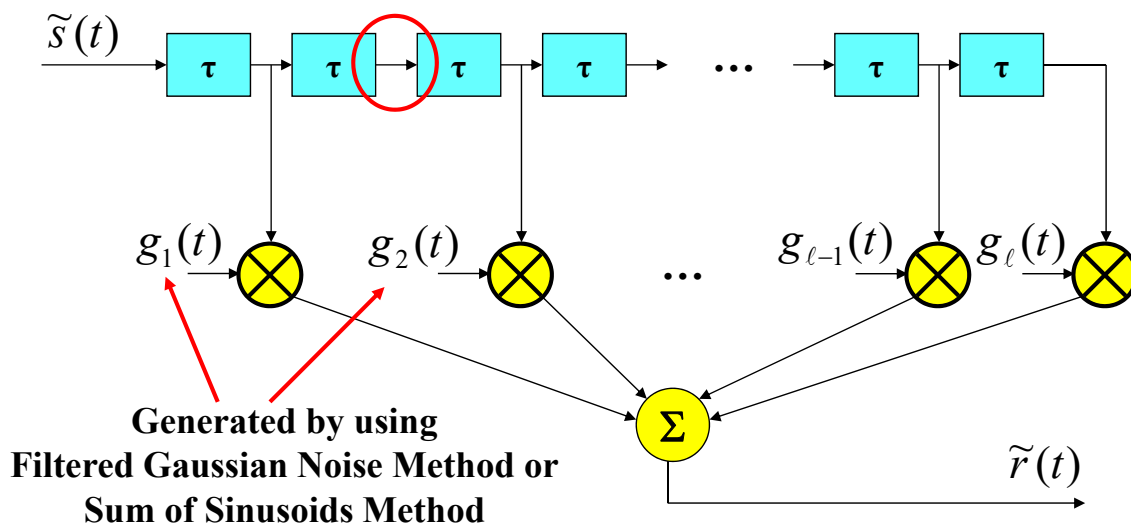 s̃(t)
τ τ τ τ ... τ τ
g₁(t) g₂(t) ... g_{ℓ−1}(t) g_ℓ(t)
Σ
Generated by using
Filtered Gaussian Noise Method or
Sum of Sinusoids Method
r̃(t)